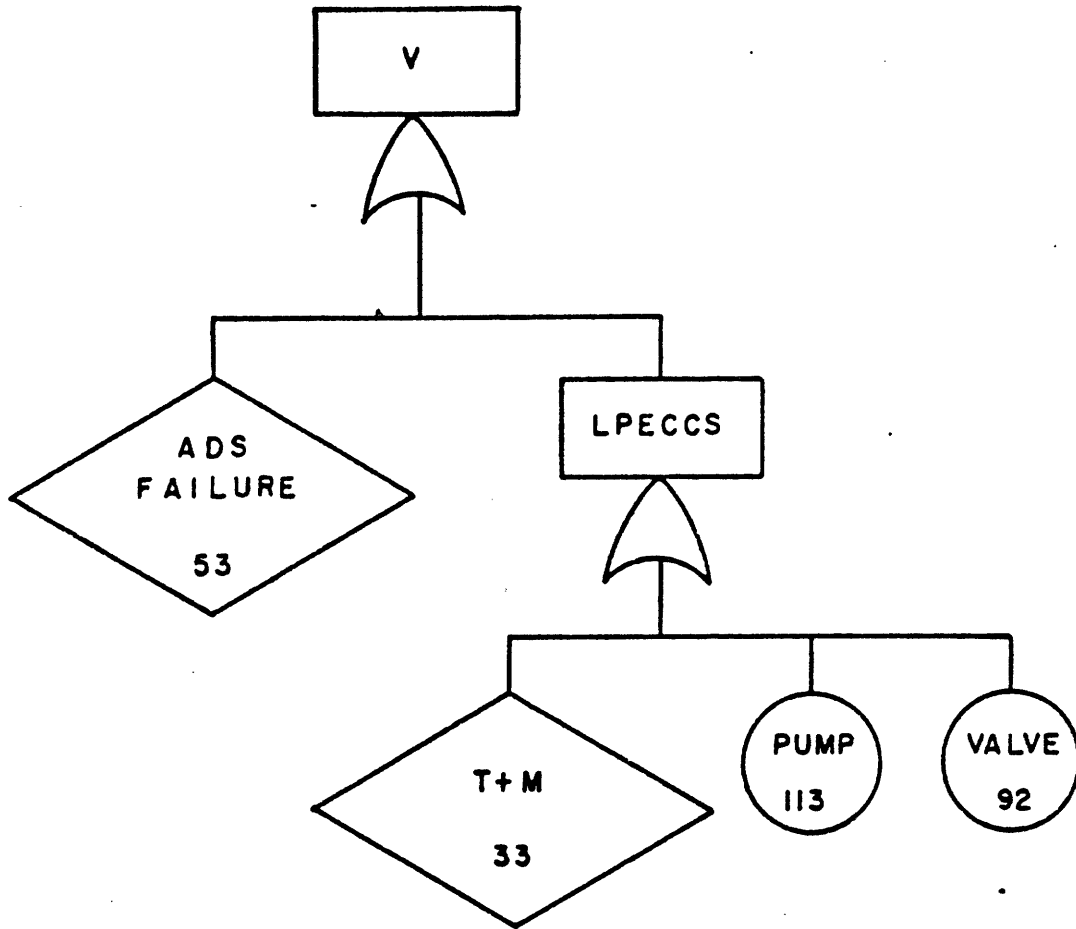 V
ADS
FAILURE
53
LPECCS
T+M
33
PUMP
113
VALVE
92